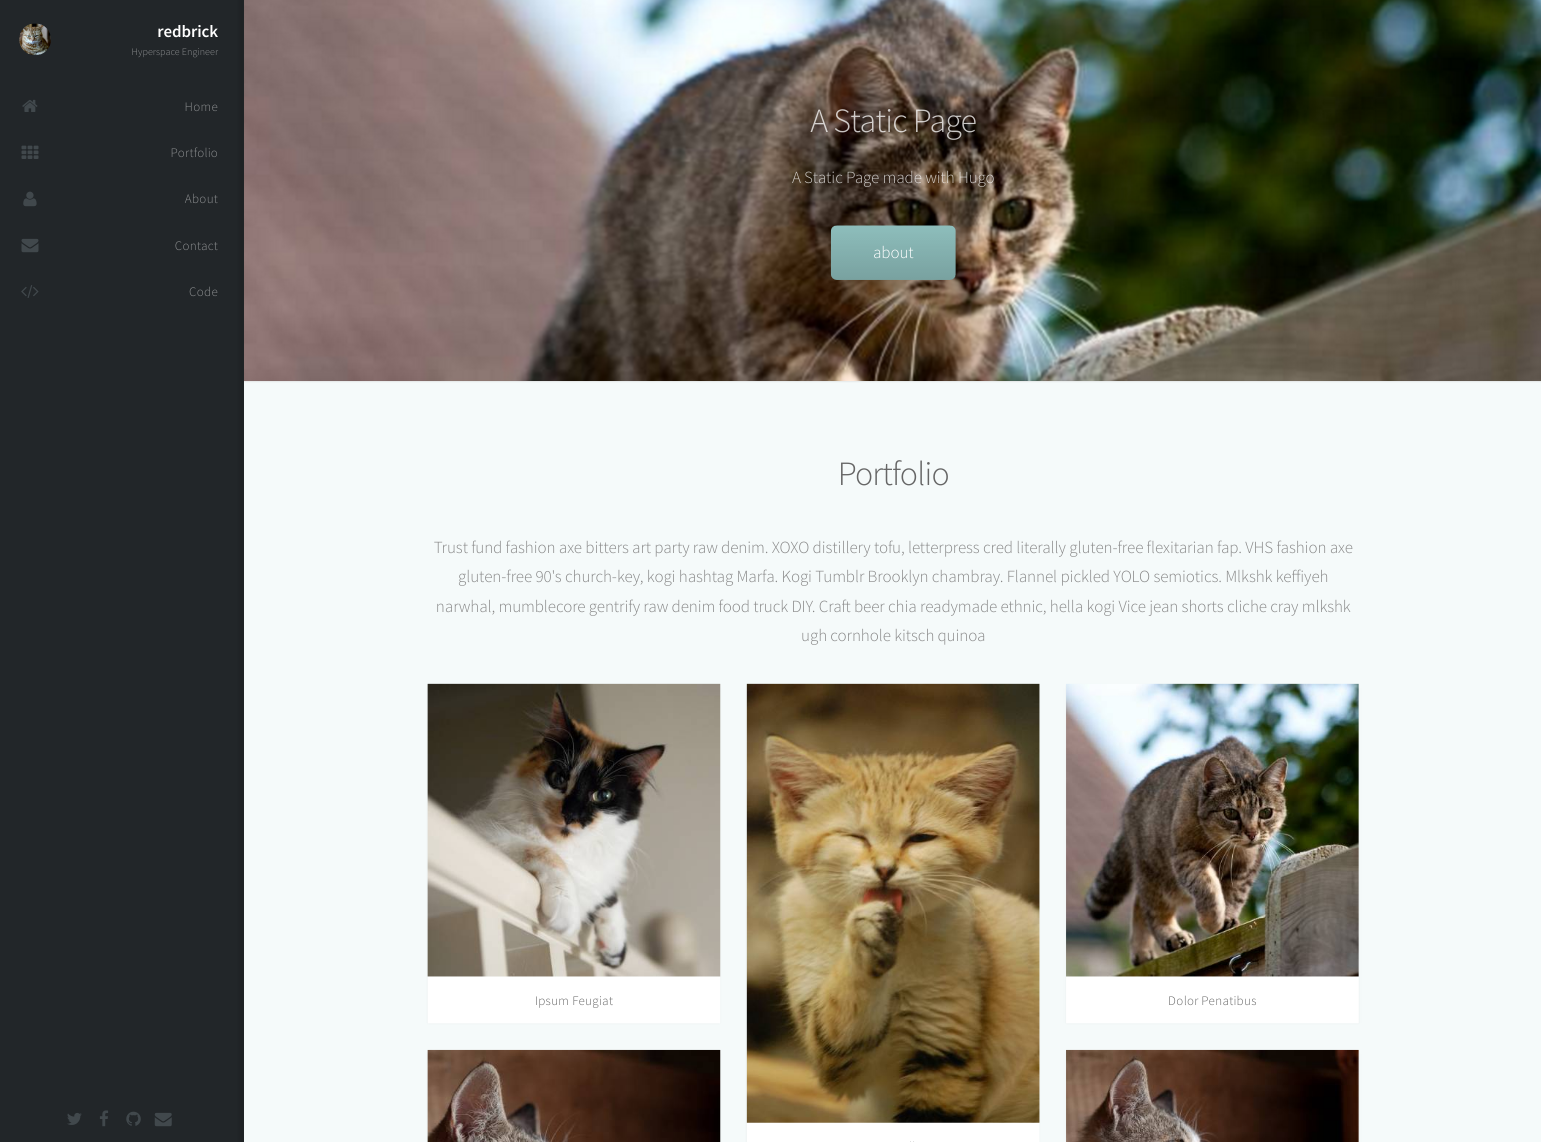 redbrick
Hyperspace Engineer
Home
Portfolio
About
Contact
Code
A Static Page
A Static Page made with Hugo
about
Portfolio
Trust fund fashion axe bitters art party raw denim. XOXO distillery tofu, letterpress cred literally gluten-free flexitarian fap. VHS fashion axe
gluten-free 90's church-key, kogi hashtag Marfa. Kogi Tumblr Brooklyn chambray. Flannel pickled YOLO semiotics. Mlkshk keffiyeh
narwhal, mumblecore gentrify raw denim food truck DIY. Craft beer chia readymade ethnic, hella kogi Vice jean shorts cliche cray mlkshk
ugh cornhole kitsch quinoa
Ipsum Feugiat
Dolor Penatibus